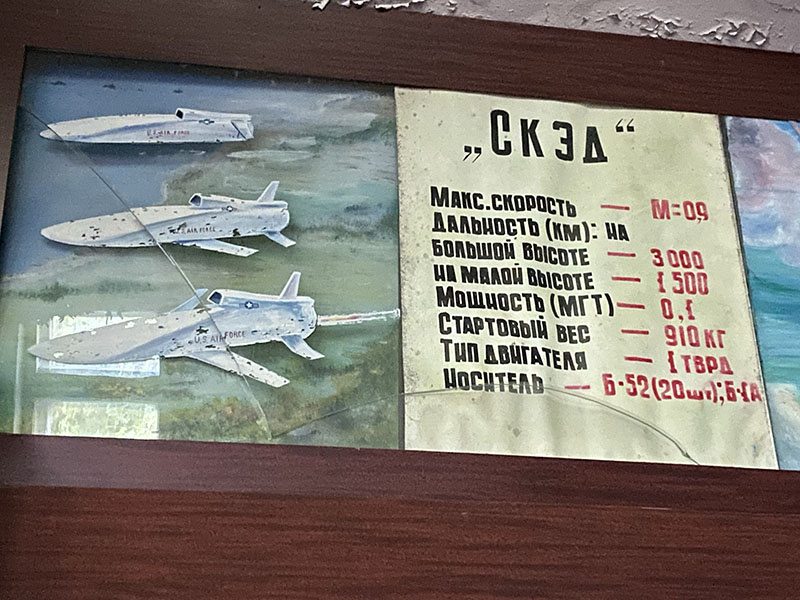 U.S. AIR FORCE
U.S. AIR FORCE
U.S. AIR FORCE
„СКЭД“
МАКС.СКОРОСТЬ — М=0,9
ДАЛЬНОСТЬ (КМ): НА
БОЛЬШОЙ ВЫСОТЕ — 3000
НА МАЛОЙ ВЫСОТЕ — 1500
МОЩНОСТЬ (МГТ) — 0,1
СТАРТОВЫЙ ВЕС — 910 КГ
ТИП ДВИГАТЕЛЯ — 1 ТВРД
НОСИТЕЛЬ — Б-52(20шт);Б-1А